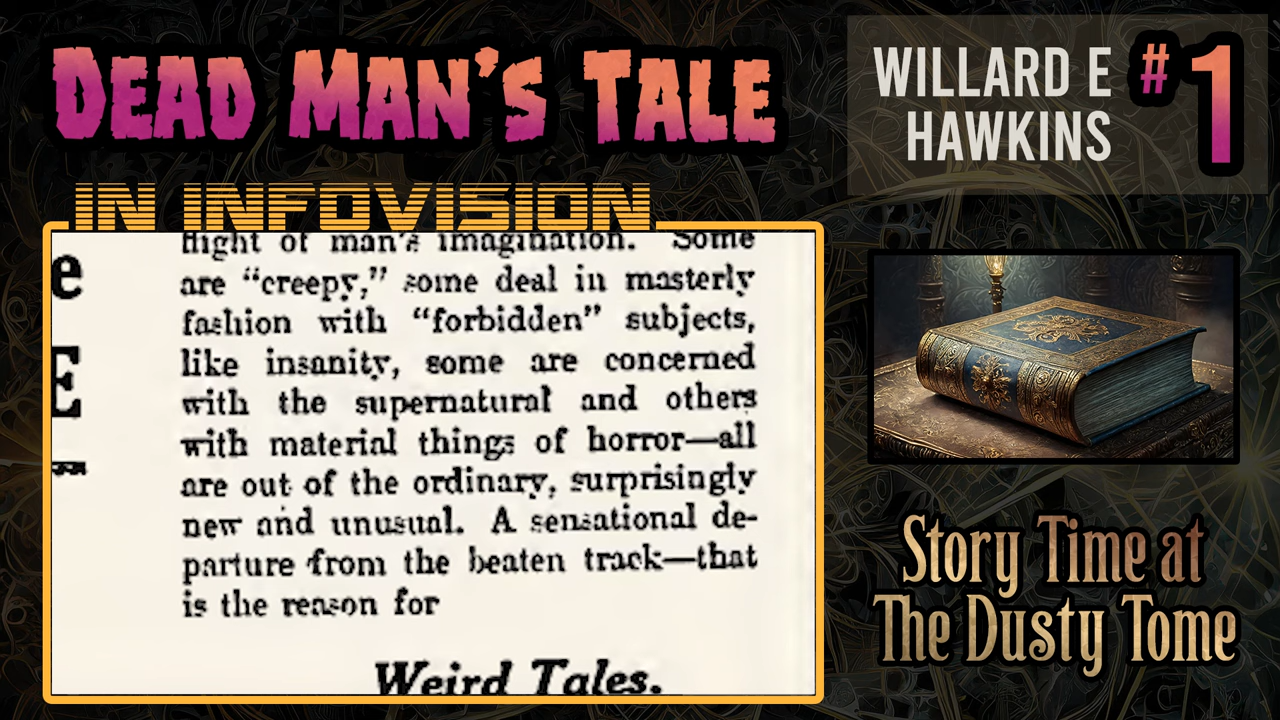 DEAD MAN'S TALE
WILLARD E
HAWKINS
#1
IN INFOVISION
flight of man's imagination. Some
are "creepy," some deal in masterly
fashion with "forbidden" subjects,
like insanity, some are concerned
with the supernatural and others
with material things of horror—all
are out of the ordinary, surprisingly
new and unusual. A sensational de-
parture from the beaten track—that
is the reason for
Weird Tales.
e
E
Story Time at
The Dusty Tome